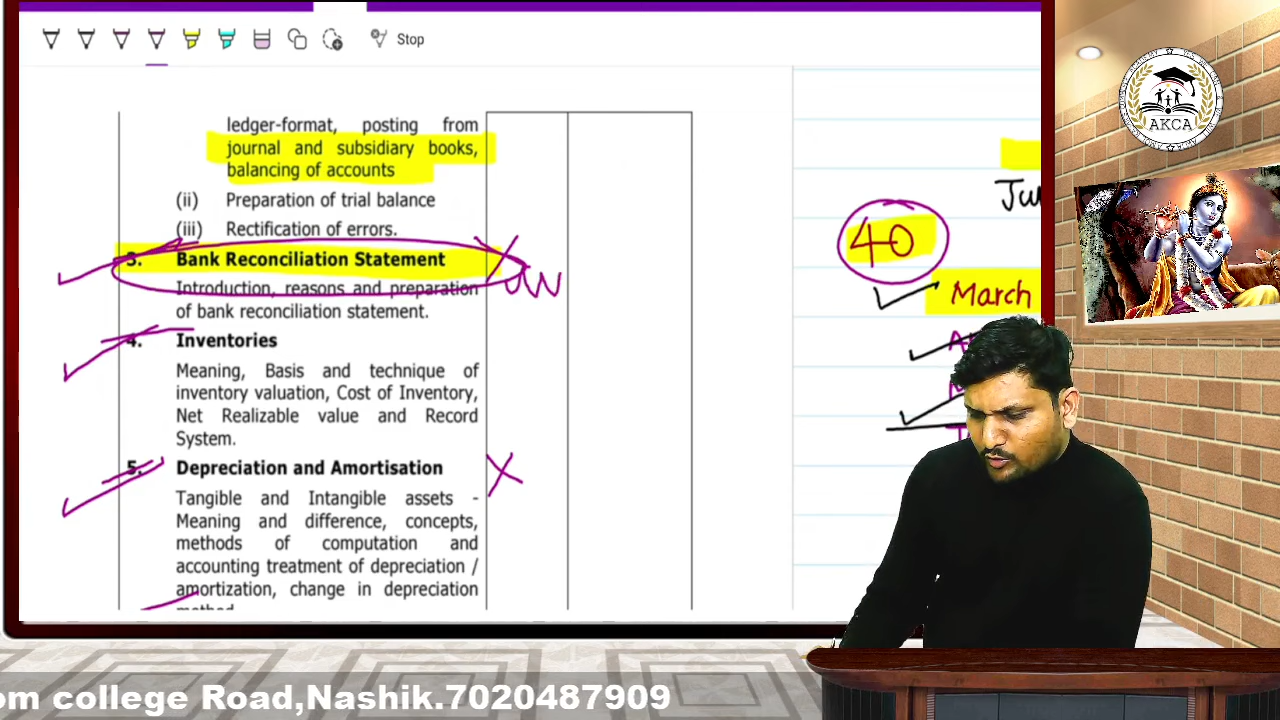 Stop
ledger-format, posting from
journal and subsidiary books,
balancing of accounts
(ii) Preparation of trial balance
(iii) Rectification of errors.
3. Bank Reconciliation Statement
Introduction, reasons and preparation
of bank reconciliation statement.
4. Inventories
Meaning, Basis and technique of
inventory valuation, Cost of Inventory,
Net Realizable value and Record
System.
5. Depreciation and Amortisation
Tangible and Intangible assets -
Meaning and difference, concepts,
methods of computation and
accounting treatment of depreciation /
amortization, change in depreciation
method
40
March
AKCA
om college Road,Nashik.7020487909